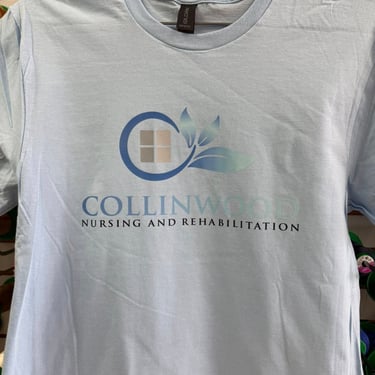 COLLINWOOD
NURSING AND REHABILITATION